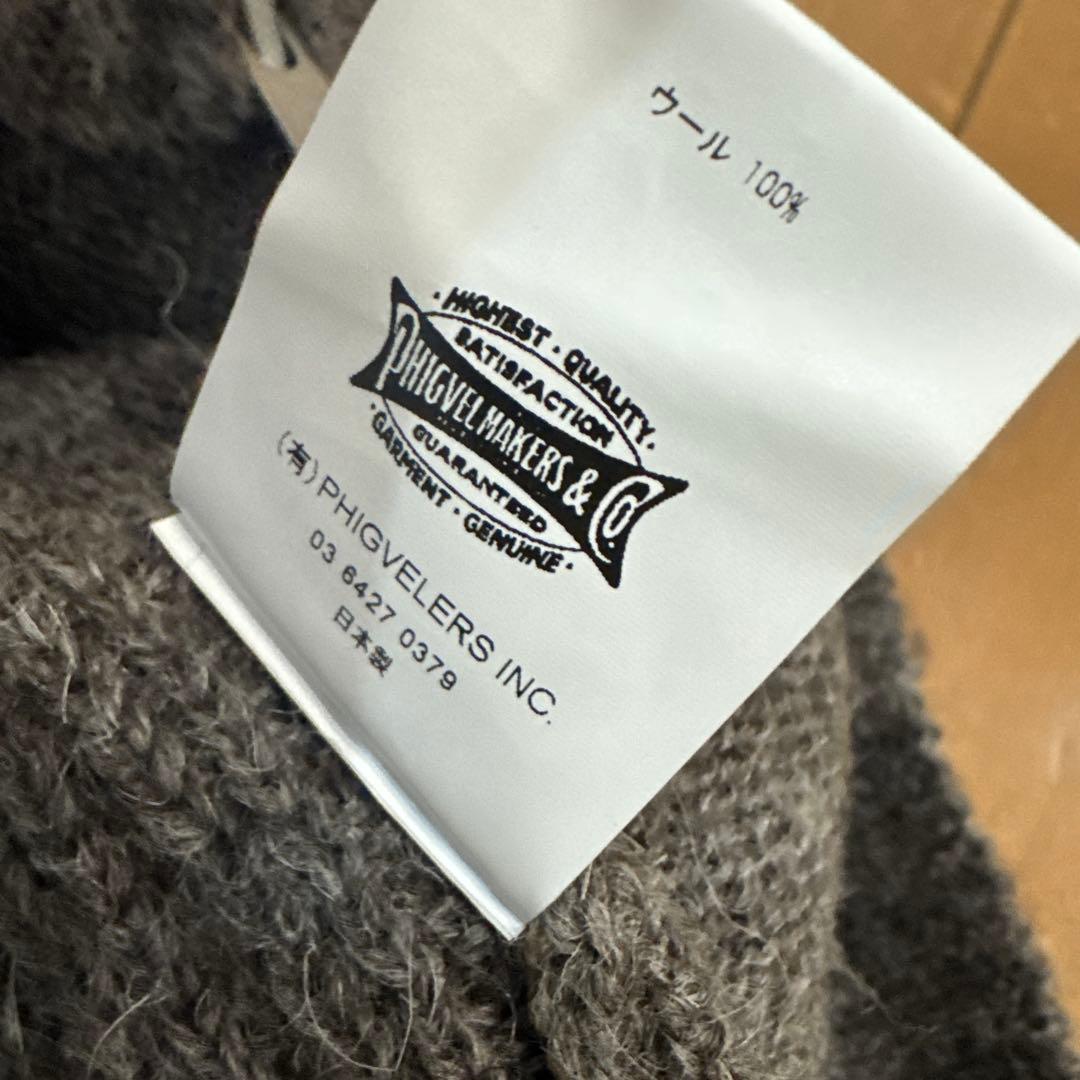 ウール 100%
・HIGHEST・QUALITY・
SATISFACTION
PHIGVEL MAKERS & Co.
GUARANTEED
・GARMENT・GENUINE・
(有)PHIGVELERS INC.
03 6427 0379
日本製